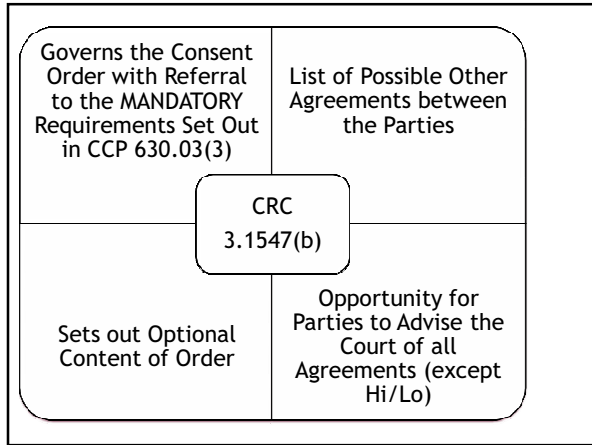 Governs the Consent
Order with Referral
to the MANDATORY
Requirements Set Out
in CCP 630.03(3)
List of Possible Other
Agreements between
the Parties
CRC
3.1547(b)
Sets out Optional
Content of Order
Opportunity for
Parties to Advise the
Court of all
Agreements (except
Hi/Lo)